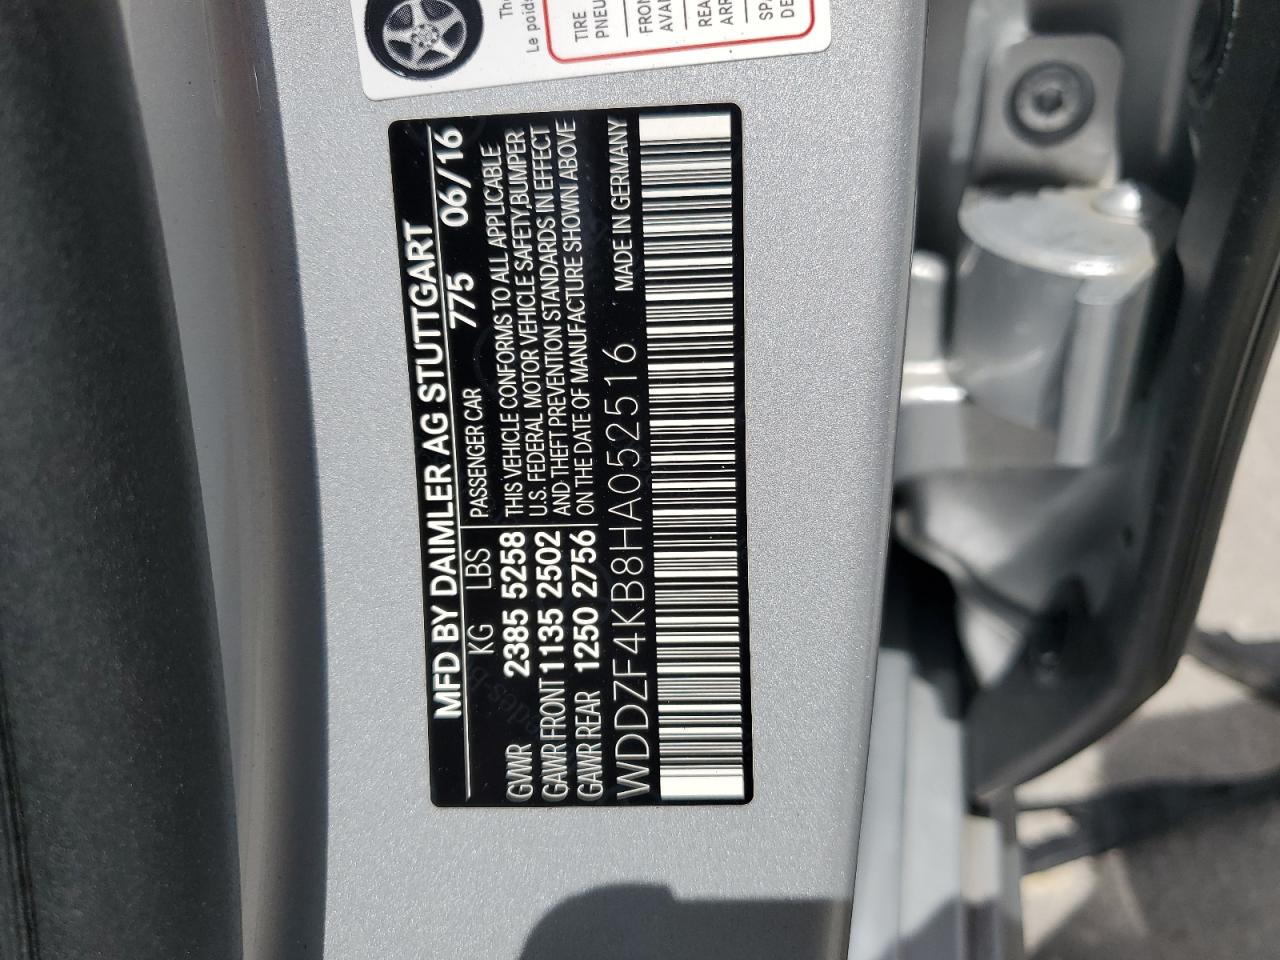 Le poids
TIRE
PNEU
MFD BY DAIMLER AG STUTTGART
775 06/16
KG LBS
PASSENGER CAR
GVWR 2385 5258
GAWR FRONT 1135 2502
GAWR REAR 1250 2756
THIS VEHICLE CONFORMS TO ALL APPLICABLE
U.S. FEDERAL MOTOR VEHICLE SAFETY,BUMPER
AND THEFT PREVENTION STANDARDS IN EFFECT
ON THE DATE OF MANUFACTURE SHOWN ABOVE
WDDZF4KB8HA052516 MADE IN GERMANY